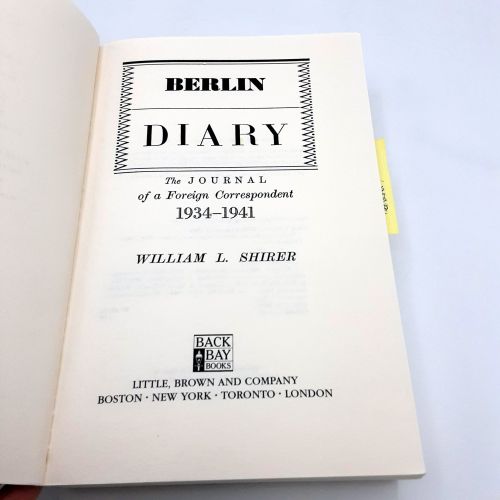 BERLIN
DIARY
The JOURNAL
of a Foreign Correspondent
1934–1941
WILLIAM L. SHIRER
BACK
BAY
BOOKS
LITTLE, BROWN AND COMPANY
BOSTON · NEW YORK · TORONTO · LONDON